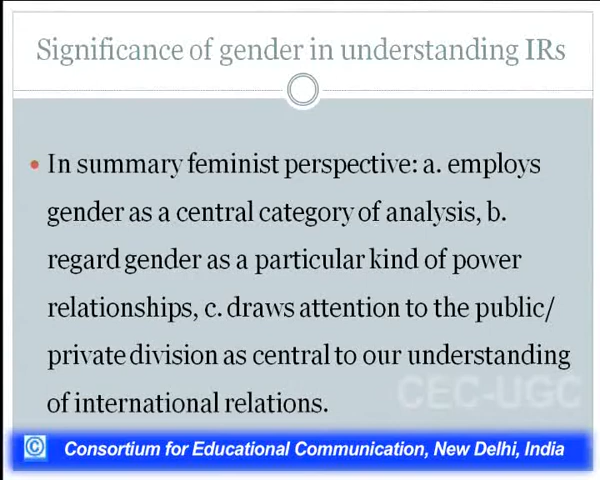 Significance of gender in understanding IRs
• In summary feminist perspective: a. employs
gender as a central category of analysis, b.
regard gender as a particular kind of power
relationships, c. draws attention to the public/
private division as central to our understanding
of international relations.
CEC-UGC
© Consortium for Educational Communication, New Delhi, India